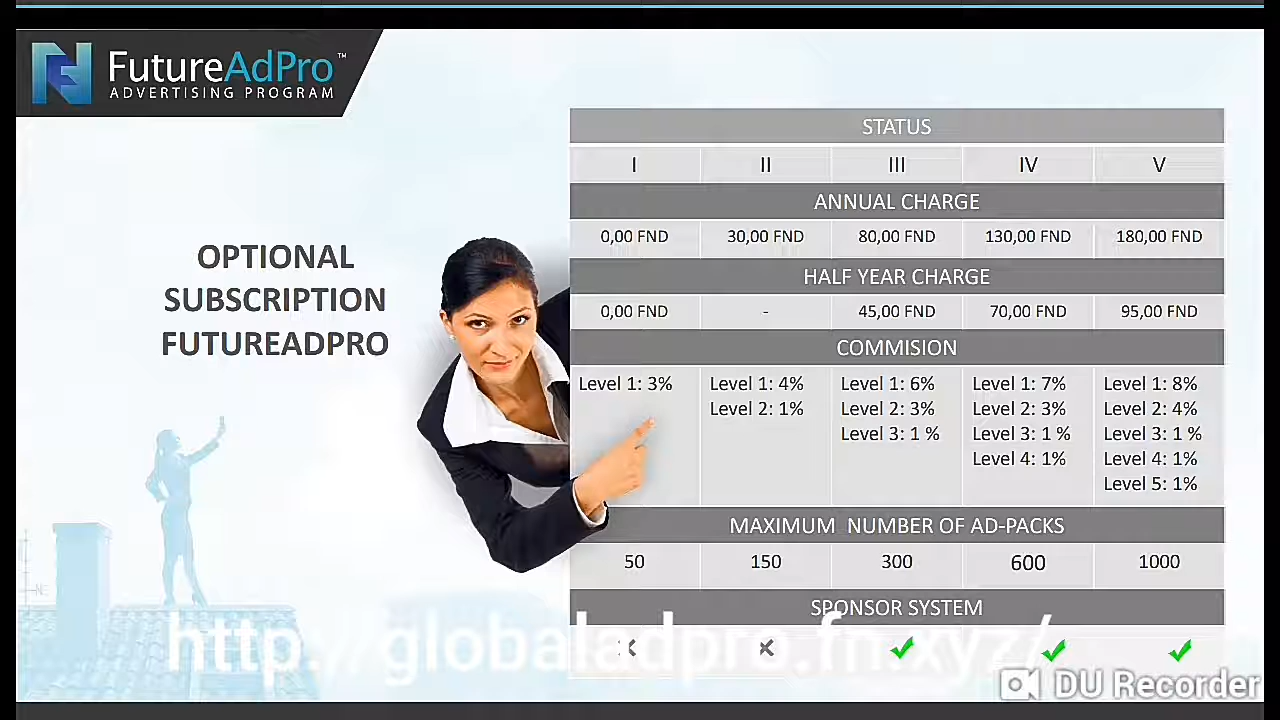 FutureAdPro™
ADVERTISING PROGRAM
OPTIONAL
SUBSCRIPTION
FUTUREADPRO
STATUS
I II III IV V
ANNUAL CHARGE
0,00 FND 30,00 FND 80,00 FND 130,00 FND 180,00 FND
HALF YEAR CHARGE
0,00 FND - 45,00 FND 70,00 FND 95,00 FND
COMMISION
Level 1: 3% Level 1: 4% Level 1: 6% Level 1: 7% Level 1: 8%
Level 2: 1% Level 2: 3% Level 2: 3% Level 2: 4%
Level 3: 1 % Level 3: 1 % Level 3: 1 %
Level 4: 1% Level 4: 1%
Level 5: 1%
MAXIMUM NUMBER OF AD-PACKS
50 150 300 600 1000
SPONSOR SYSTEM
DU Recorder